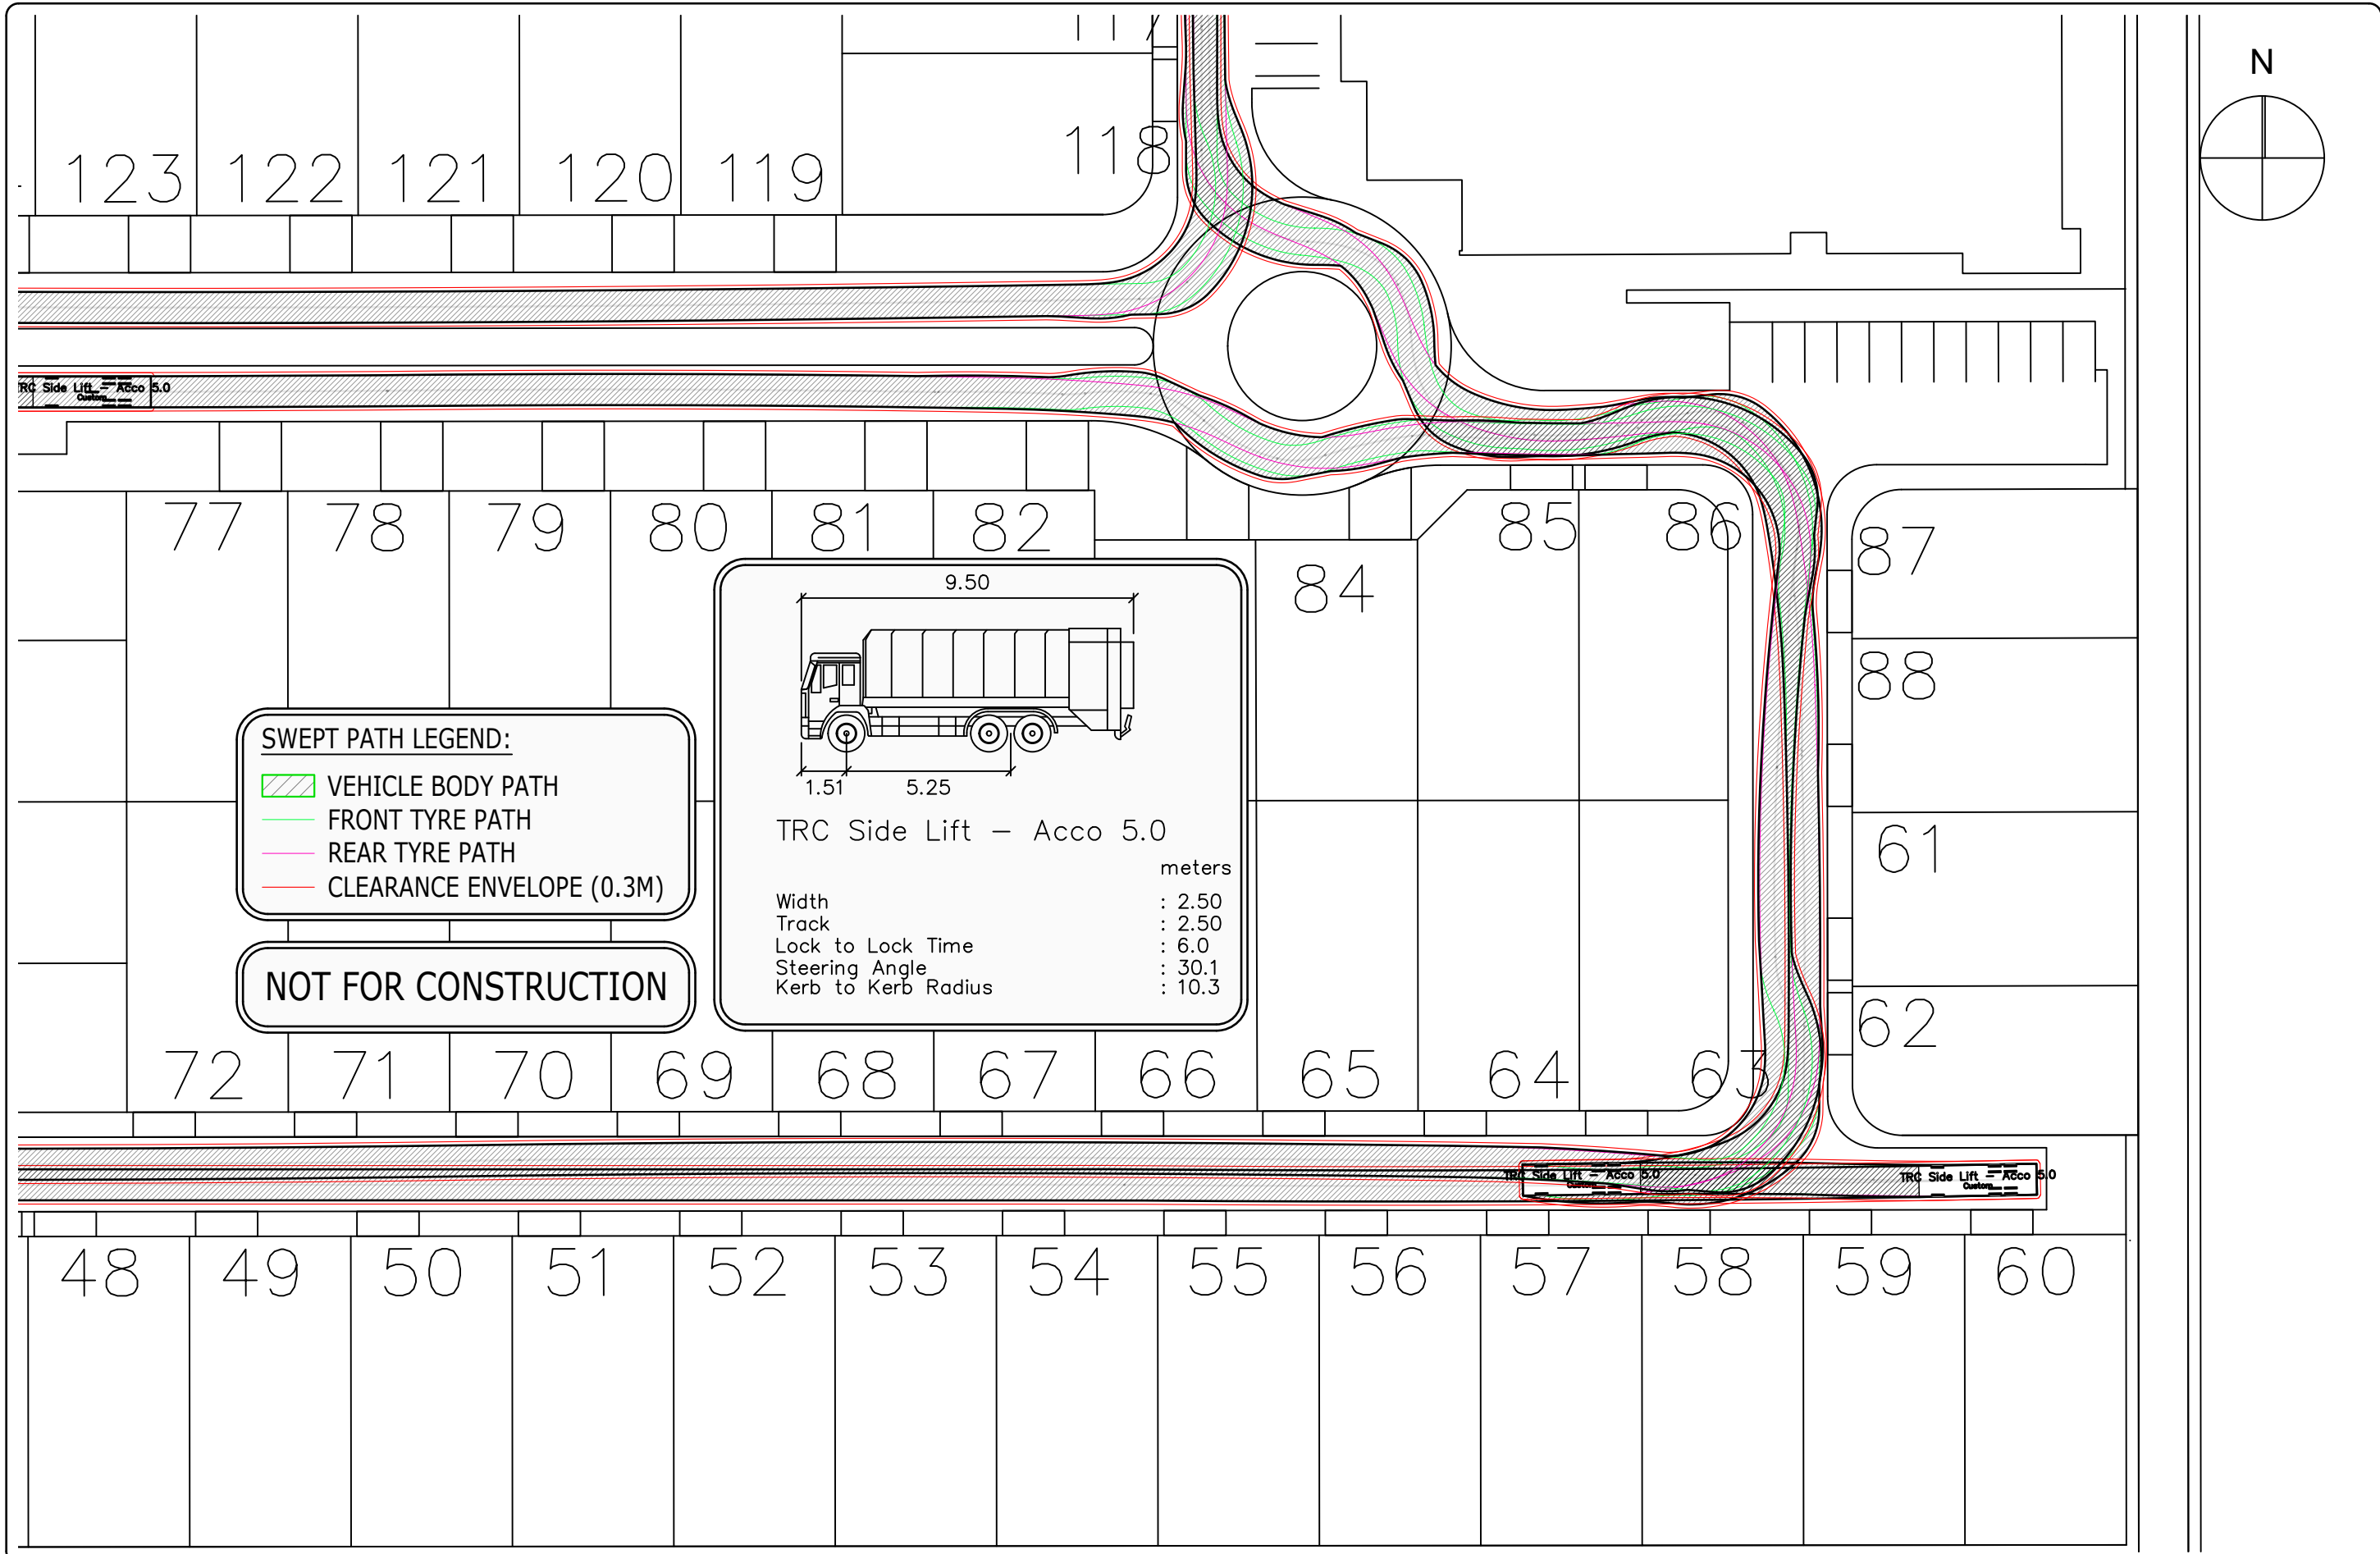 117
N
118
123 122 121 120 119
TRC Side Lift - Acco 5.0
Custom
77 78 79 80 81 82 85 86 87
84
88
9.50
1.51 5.25
TRC Side Lift - Acco 5.0
meters
Width : 2.50
Track : 2.50
Lock to Lock Time : 6.0
Steering Angle : 30.1
Kerb to Kerb Radius : 10.3
SWEPT PATH LEGEND:
VEHICLE BODY PATH
FRONT TYRE PATH
REAR TYRE PATH
CLEARANCE ENVELOPE (0.3M)
NOT FOR CONSTRUCTION
61
62
72 71 70 69 68 67 66 65 64 63
TRC Side Lift - Acco 5.0
Custom
TRC Side Lift - Acco 5.0
Custom
48 49 50 51 52 53 54 55 56 57 58 59 60